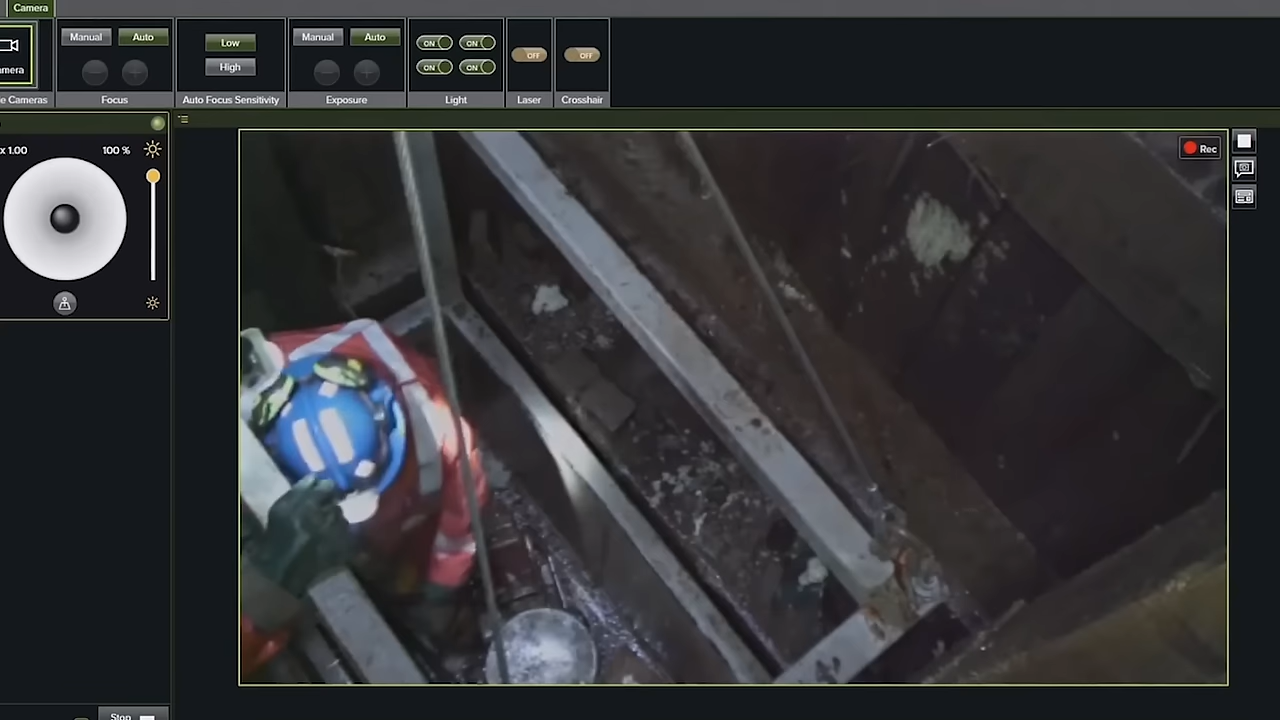 Camera
Manual Auto
Low
High
Manual Auto
ON ON
ON ON
OFF
OFF
amera
e Cameras
Focus
Auto Focus Sensitivity
Exposure
Light
Laser
Crosshair
x 1.00 100 %
Rec
Stop